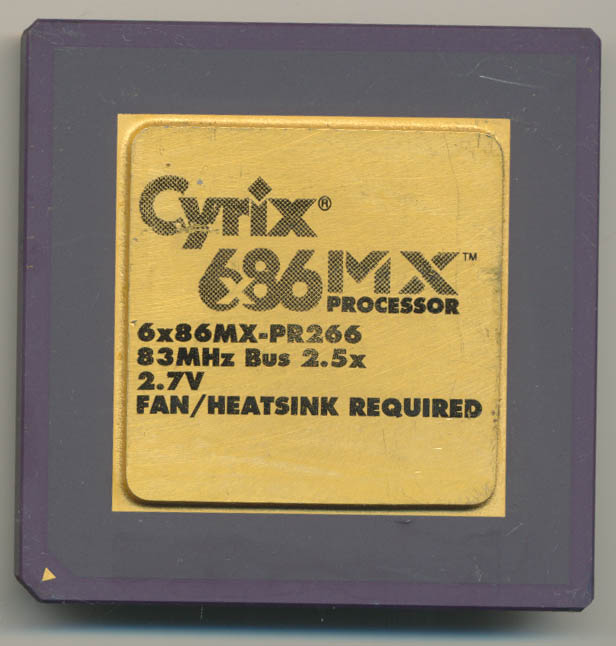 Cyrix®
6x86MX™
PROCESSOR
6x86MX-PR266
83MHz Bus 2.5x
2.7V
FAN/HEATSINK REQUIRED